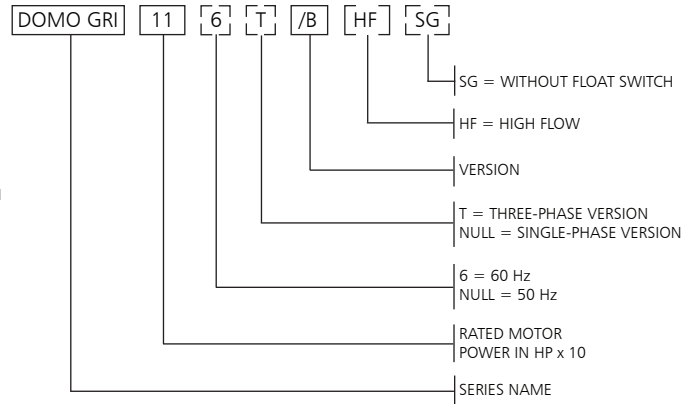 DOMO GRI 11 6 T /B HF SG
SG = WITHOUT FLOAT SWITCH
HF = HIGH FLOW
VERSION
T = THREE-PHASE VERSION
NULL = SINGLE-PHASE VERSION
6 = 60 Hz
NULL = 50 Hz
RATED MOTOR
POWER IN HP x 10
SERIES NAME